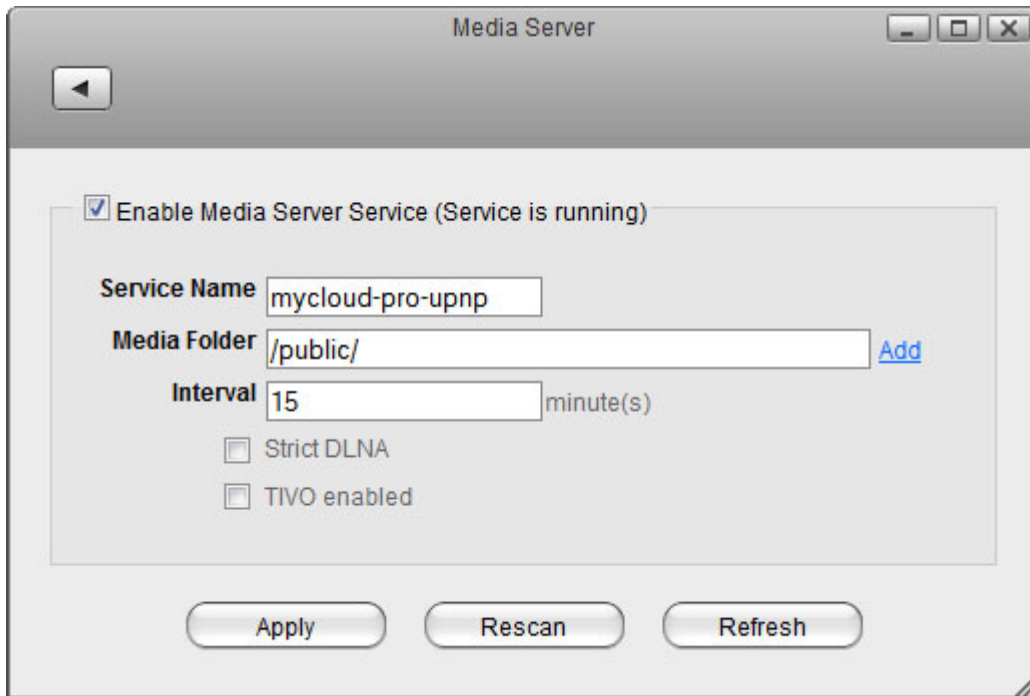 Media Server
Enable Media Server Service (Service is running)
Service Name mycloud-pro-upnp
Media Folder /public/ Add
Interval 15 minute(s)
Strict DLNA
TIVO enabled
Apply Rescan Refresh